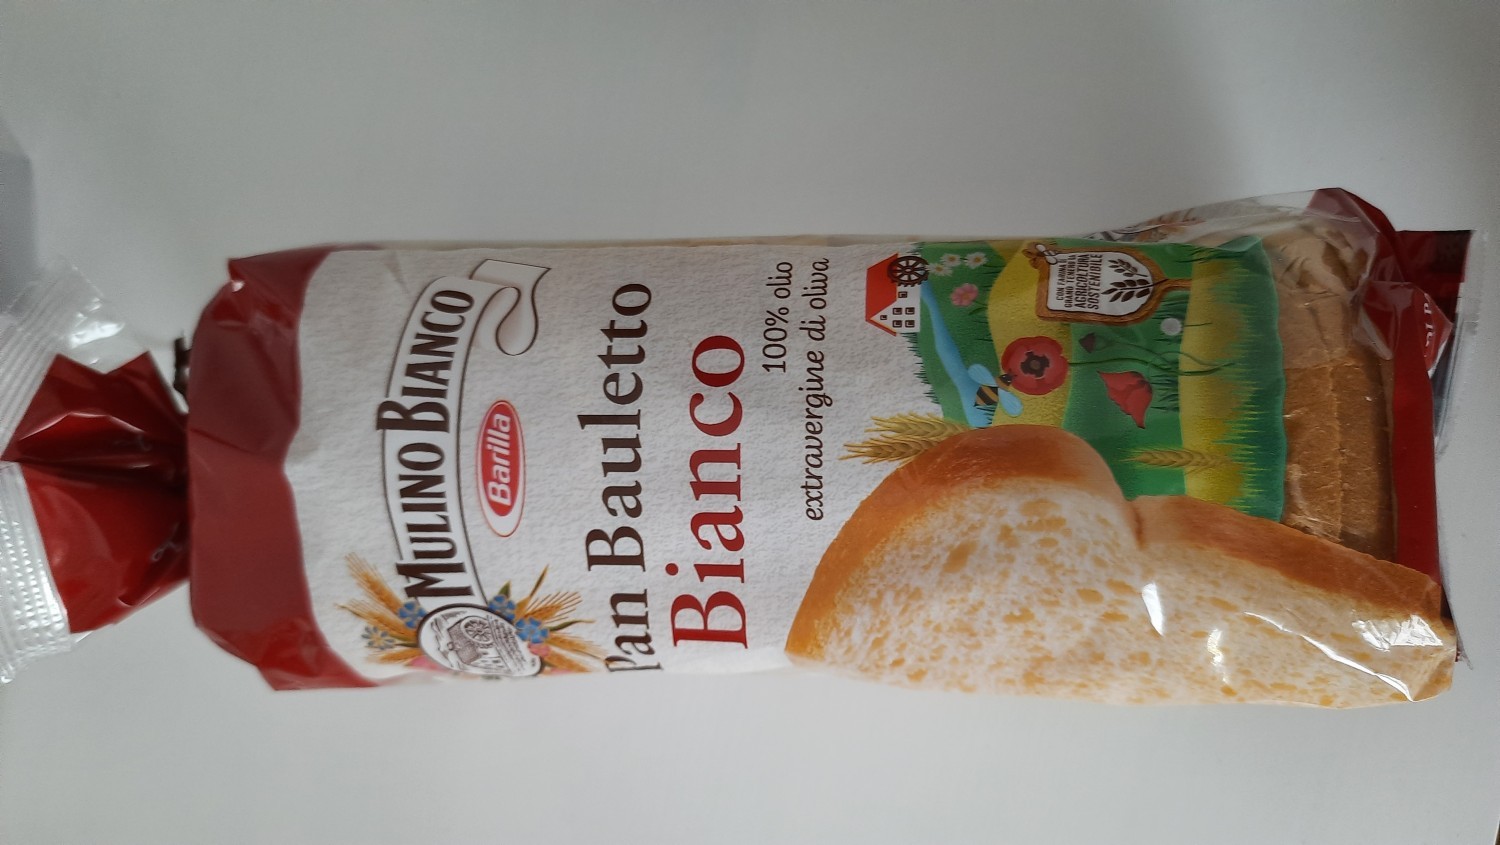 MULINO BIANCO
Barilla
Pan Bauletto
Bianco
100% olio
extravergine di oliva
CON FARINA DI
GRANO TENERO DA
AGRICOLTURA
SOSTENIBILE